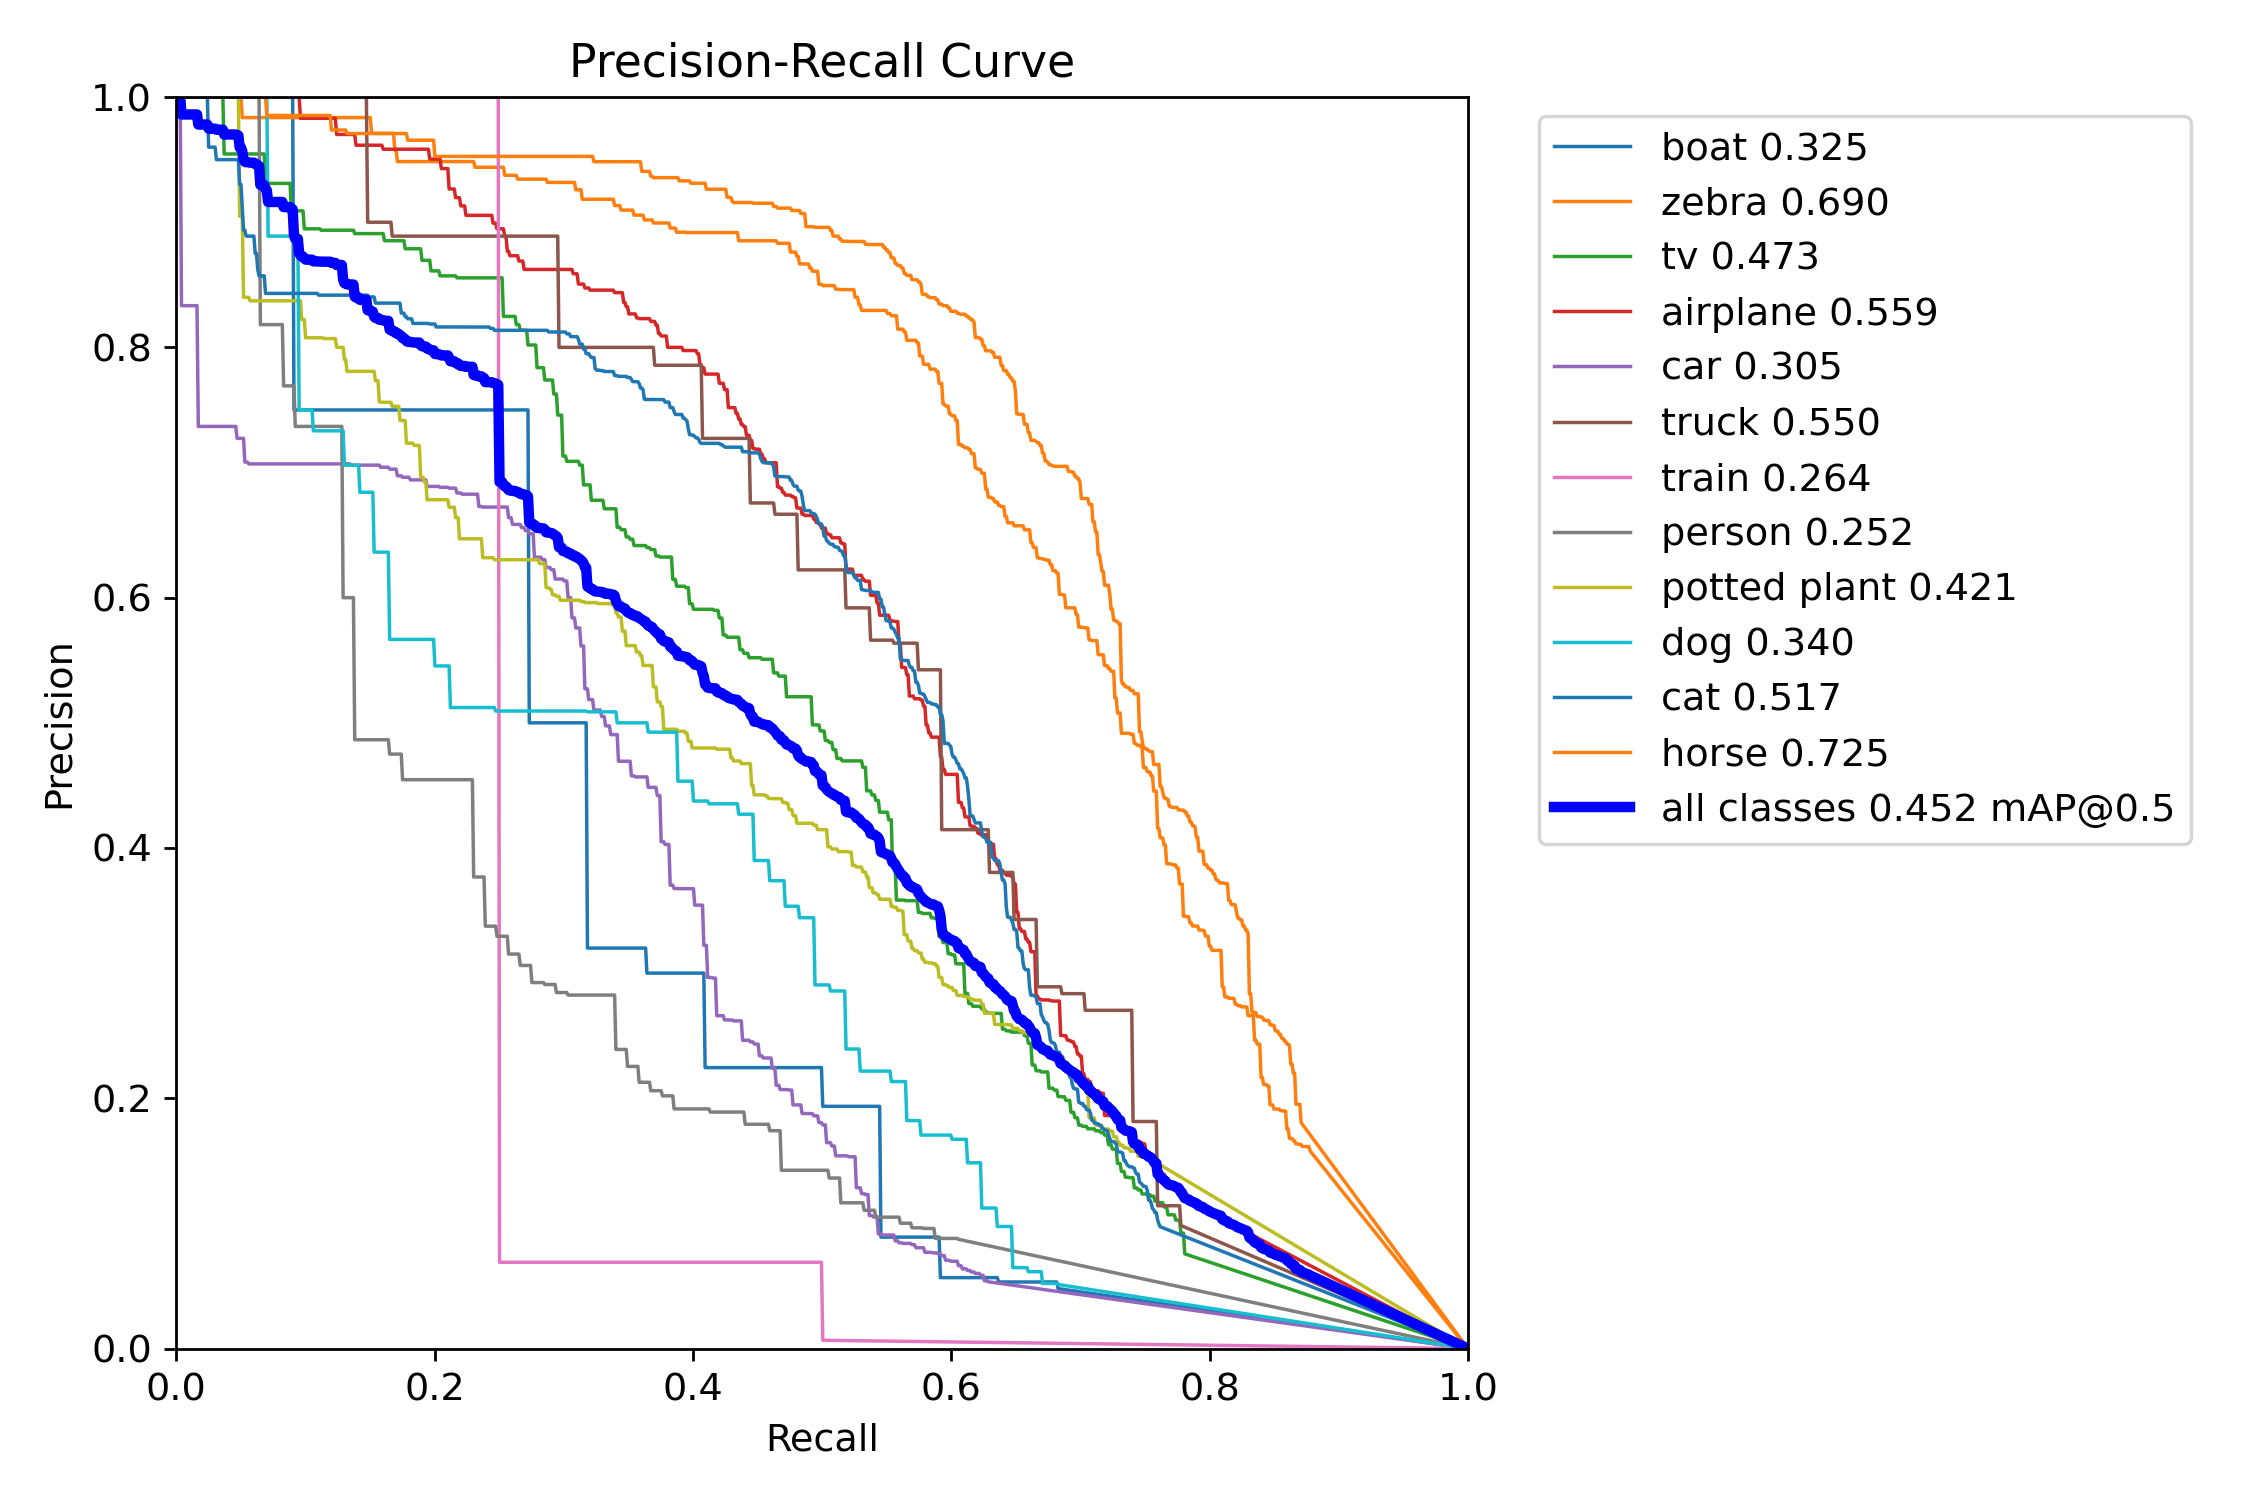 Precision-Recall Curve
1.0
0.8
0.6
0.4
0.2
0.0
Precision
0.0 0.2 0.4 0.6 0.8 1.0
Recall
boat 0.325
zebra 0.690
tv 0.473
airplane 0.559
car 0.305
truck 0.550
train 0.264
person 0.252
potted plant 0.421
dog 0.340
cat 0.517
horse 0.725
all classes 0.452 mAP@0.5